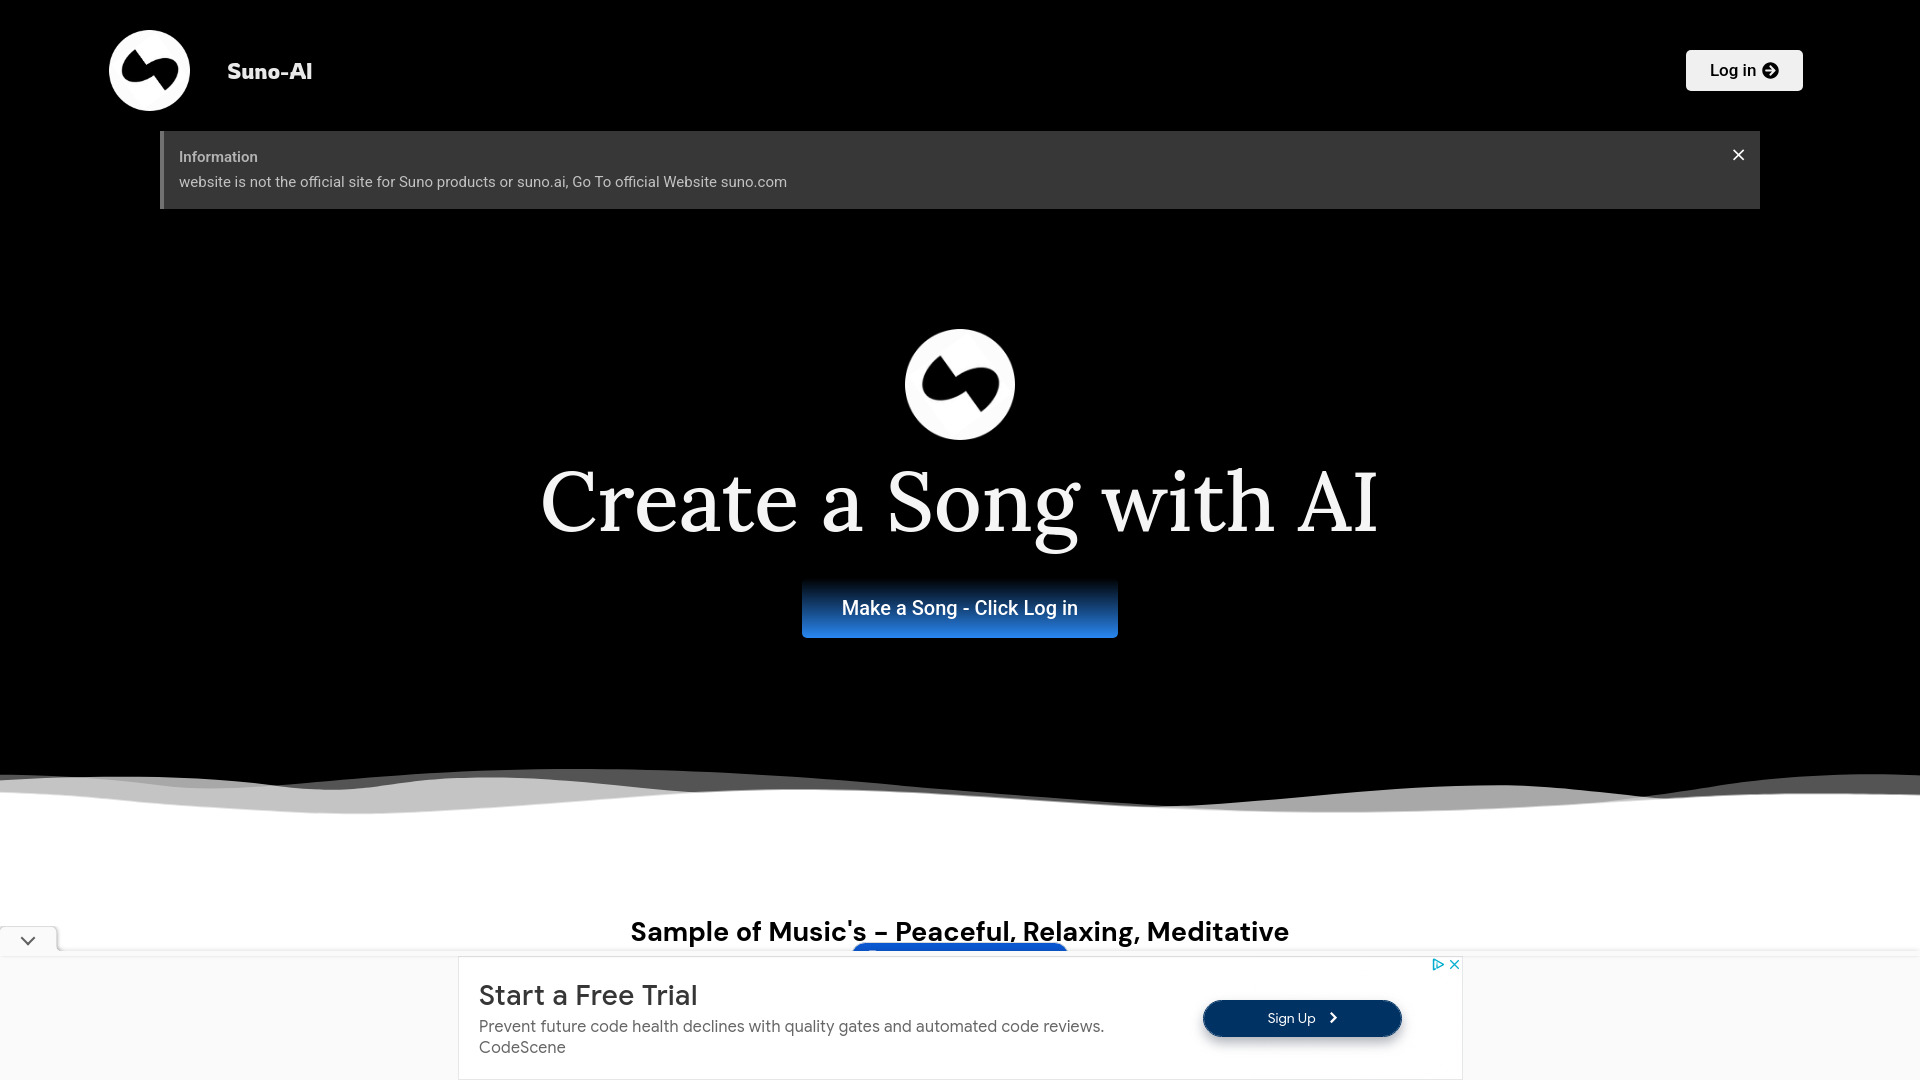 Suno-AI
Log in
Information
website is not the official site for Suno products or suno.ai, Go To official Website suno.com
Create a Song with AI
Make a Song - Click Log in
Sample of Music's – Peaceful, Relaxing, Meditative
Start a Free Trial
Prevent future code health declines with quality gates and automated code reviews.
CodeScene
Sign Up